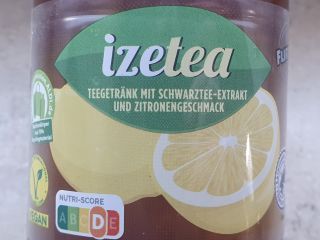 izetea
TEEGETRÄNK MIT SCHWARZTEE-EXTRAKT
UND ZITRONENGESCHMACK
NUTRI-SCORE
A B C D E
VEGAN